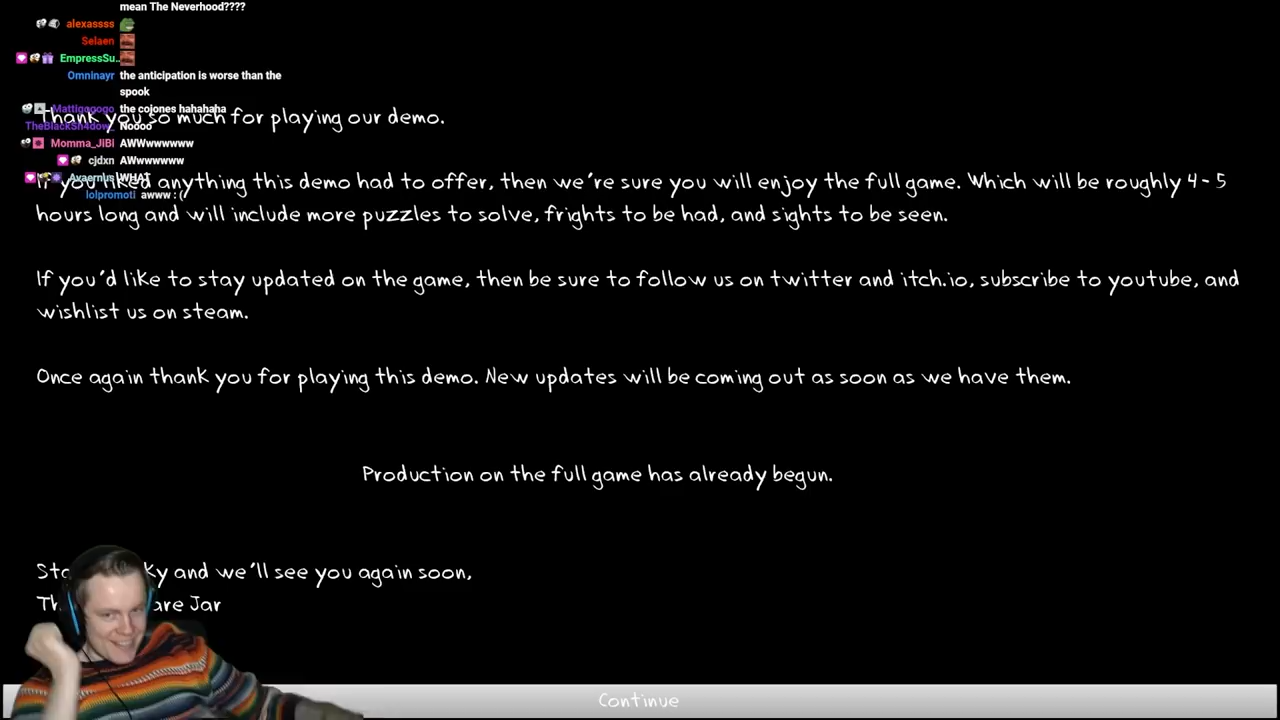 mean The Neverhood????
alexassss
Selaen
EmpressSu..
Omninayr the anticipation is worse than the
spook
Mattigogogo the cojones hahahaha
TheBlackSh4dow_ Noooo
Momma_JiBi AWWwwwwww
cjdxn AWwwwwww
Axaernus WHAT
lolpromoti awww : (/
Thank you so much for playing our demo.
If you liked anything this demo had to offer, then we're sure you will enjoy the full game. Which will be roughly 4-5
hours long and will include more puzzles to solve, frights to be had, and sights to be seen.
If you'd like to stay updated on the game, then be sure to follow us on twitter and itch.io, subscribe to youtube, and
wishlist us on steam.
Once again thank you for playing this demo. New updates will be coming out as soon as we have them.
Production on the full game has already begun.
and we'll see you again soon,
Jar
Continue